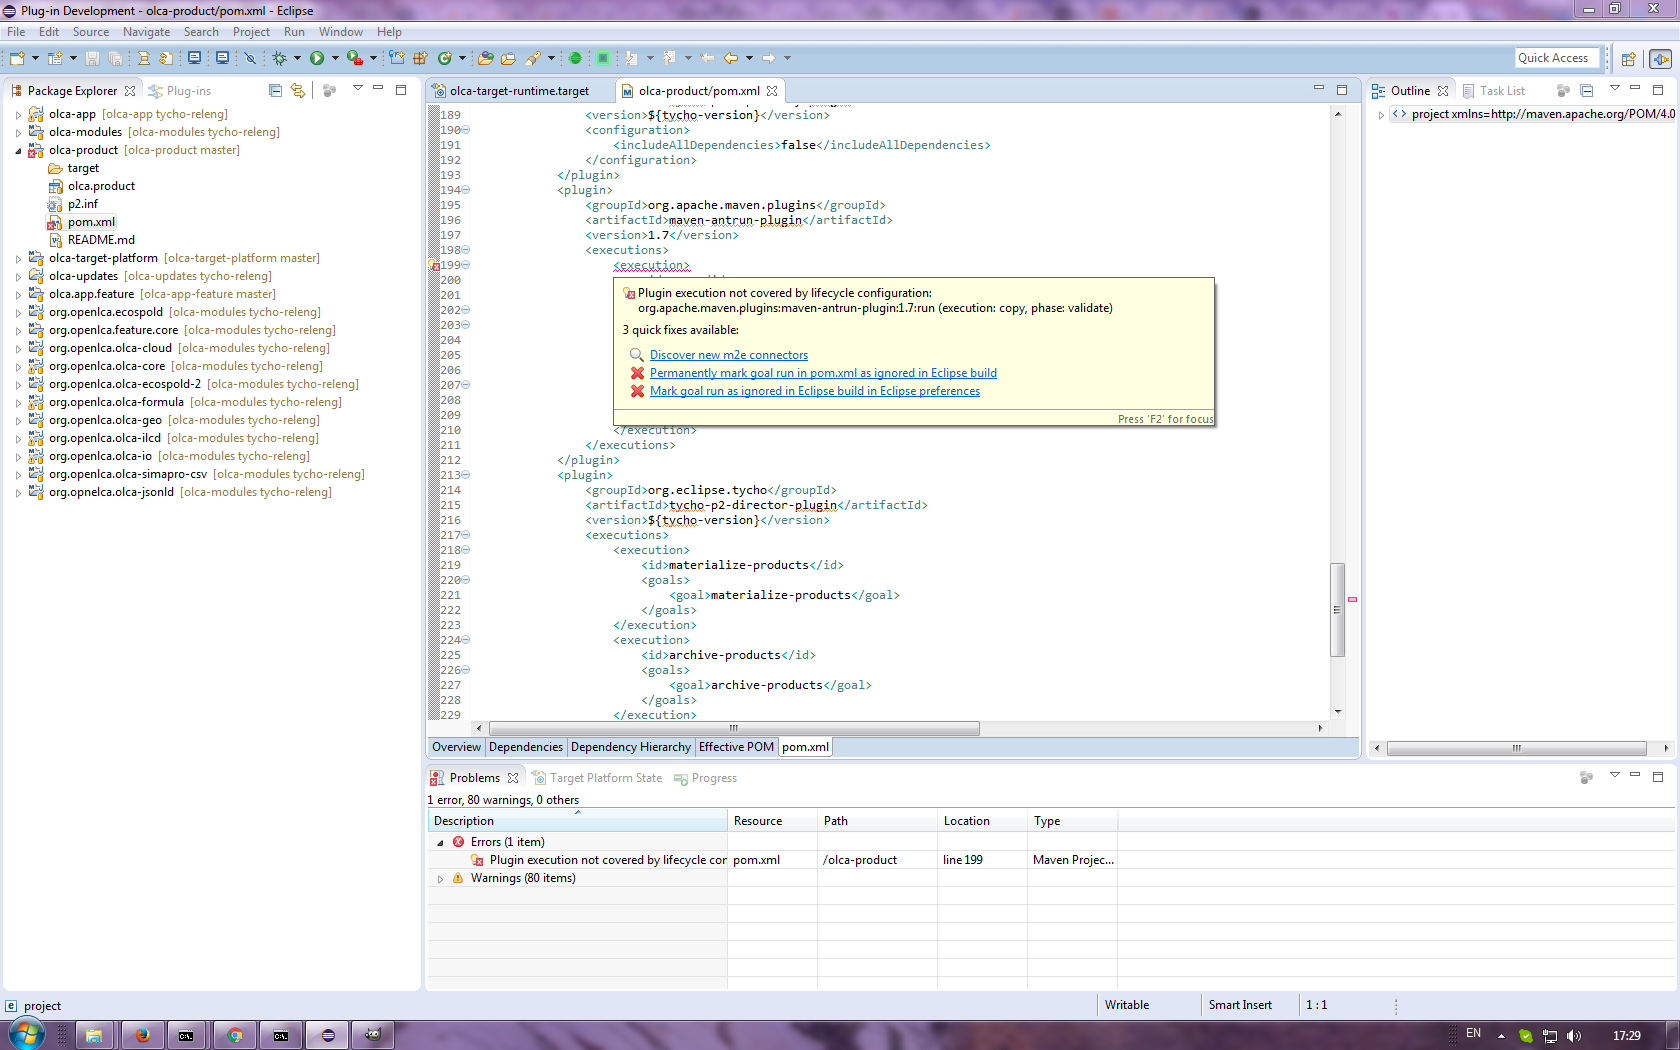 Plug-in Development - olca-product/pom.xml - Eclipse
File Edit Source Navigate Search Project Run Window Help
Quick Access
Package Explorer Plug-ins
olca-app [olca-app tycho-releng]
olca-modules [olca-modules tycho-releng]
olca-product [olca-product master]
target
olca.product
p2.inf
pom.xml
README.md
olca-target-platform [olca-target-platform master]
olca-updates [olca-updates tycho-releng]
olca.app.feature [olca-app-feature master]
org.openlca.ecospold [olca-modules tycho-releng]
org.openlca.feature.core [olca-modules tycho-releng]
org.openlca.olca-cloud [olca-modules tycho-releng]
org.openlca.olca-core [olca-modules tycho-releng]
org.openlca.olca-ecospold-2 [olca-modules tycho-releng]
org.openlca.olca-formula [olca-modules tycho-releng]
org.openlca.olca-geo [olca-modules tycho-releng]
org.openlca.olca-ilcd [olca-modules tycho-releng]
org.openlca.olca-io [olca-modules tycho-releng]
org.openlca.olca-simapro-csv [olca-modules tycho-releng]
org.opnelca.olca-jsonld [olca-modules tycho-releng]
olca-target-runtime.target olca-product/pom.xml
189 <version>${tycho-version}</version>
190 <configuration>
191 <includeAllDependencies>false</includeAllDependencies>
192 </configuration>
193 </plugin>
194 <plugin>
195 <groupId>org.apache.maven.plugins</groupId>
196 <artifactId>maven-antrun-plugin</artifactId>
197 <version>1.7</version>
198 <executions>
199 <execution>
200
201
202
203
204
205
206
207
208
209
Plugin execution not covered by lifecycle configuration:
org.apache.maven.plugins:maven-antrun-plugin:1.7:run (execution: copy, phase: validate)
3 quick fixes available:
Discover new m2e connectors
Permanently mark goal run in pom.xml as ignored in Eclipse build
Mark goal run as ignored in Eclipse build in Eclipse preferences
Press 'F2' for focus
210 </execution>
211 </executions>
212 </plugin>
213 <plugin>
214 <groupId>org.eclipse.tycho</groupId>
215 <artifactId>tycho-p2-director-plugin</artifactId>
216 <version>${tycho-version}</version>
217 <executions>
218 <execution>
219 <id>materialize-products</id>
220 <goals>
221 <goal>materialize-products</goal>
222 </goals>
223 </execution>
224 <execution>
225 <id>archive-products</id>
226 <goals>
227 <goal>archive-products</goal>
228 </goals>
229 </execution>
Overview Dependencies Dependency Hierarchy Effective POM pom.xml
Outline Task List
project xmlns=http://maven.apache.org/POM/4.0
Problems Target Platform State Progress
1 error, 80 warnings, 0 others
Description Resource Path Location Type
Errors (1 item)
Plugin execution not covered by lifecycle cor pom.xml /olca-product line 199 Maven Projec...
Warnings (80 items)
project Writable Smart Insert 1 : 1
EN 17:29